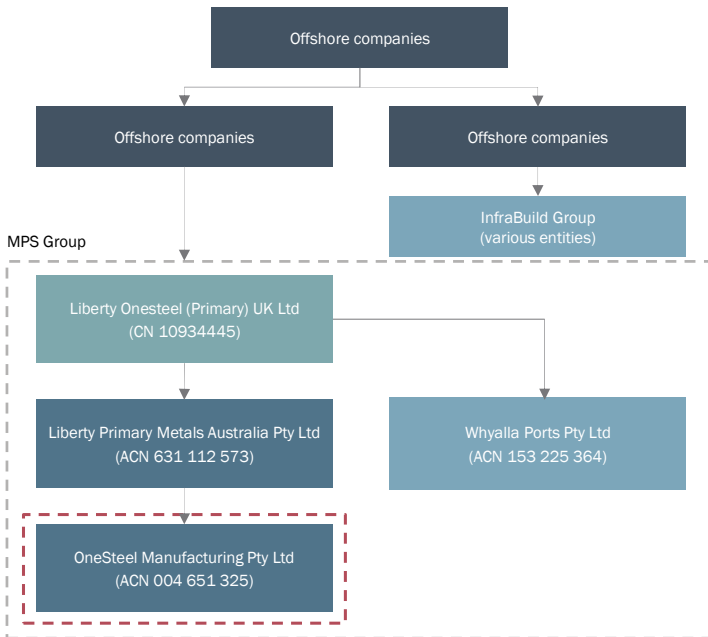 Offshore companies
Offshore companies
Offshore companies
InfraBuild Group
(various entities)
MPS Group
Liberty Onesteel (Primary) UK Ltd
(CN 10934445)
Liberty Primary Metals Australia Pty Ltd
(ACN 631 112 573)
Whyalla Ports Pty Ltd
(ACN 153 225 364)
OneSteel Manufacturing Pty Ltd
(ACN 004 651 325)